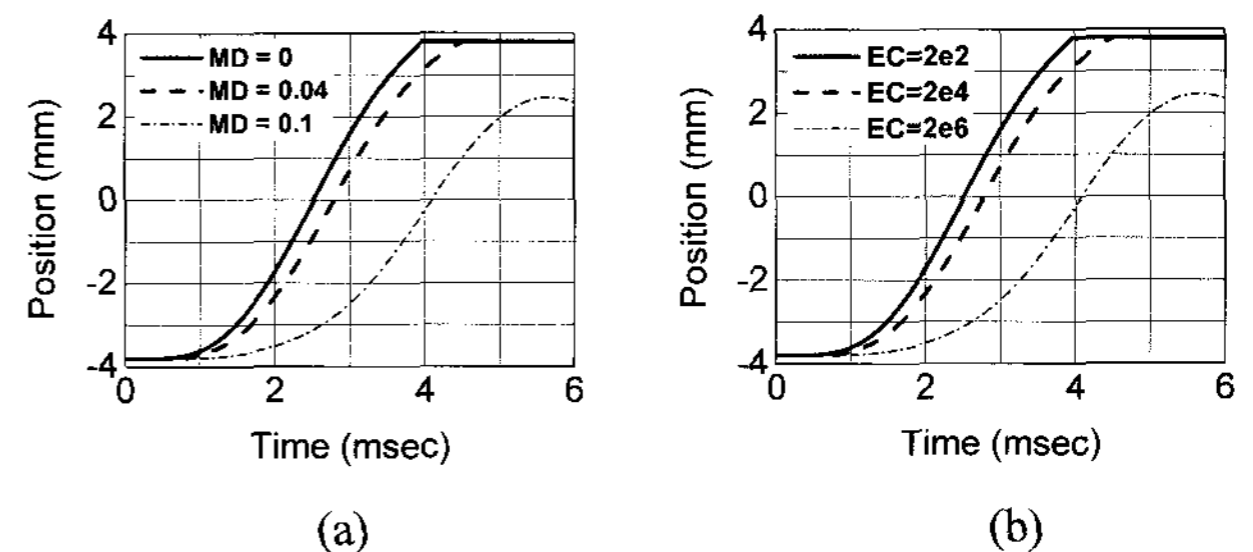 4
2
0
-2
-4
Position (mm)
MD = 0
MD = 0.04
MD = 0.1
0 2 4 6
Time (msec)
(a)
4
2
0
-2
-4
Position (mm)
EC=2e2
EC=2e4
EC=2e6
0 2 4 6
Time (msec)
(b)